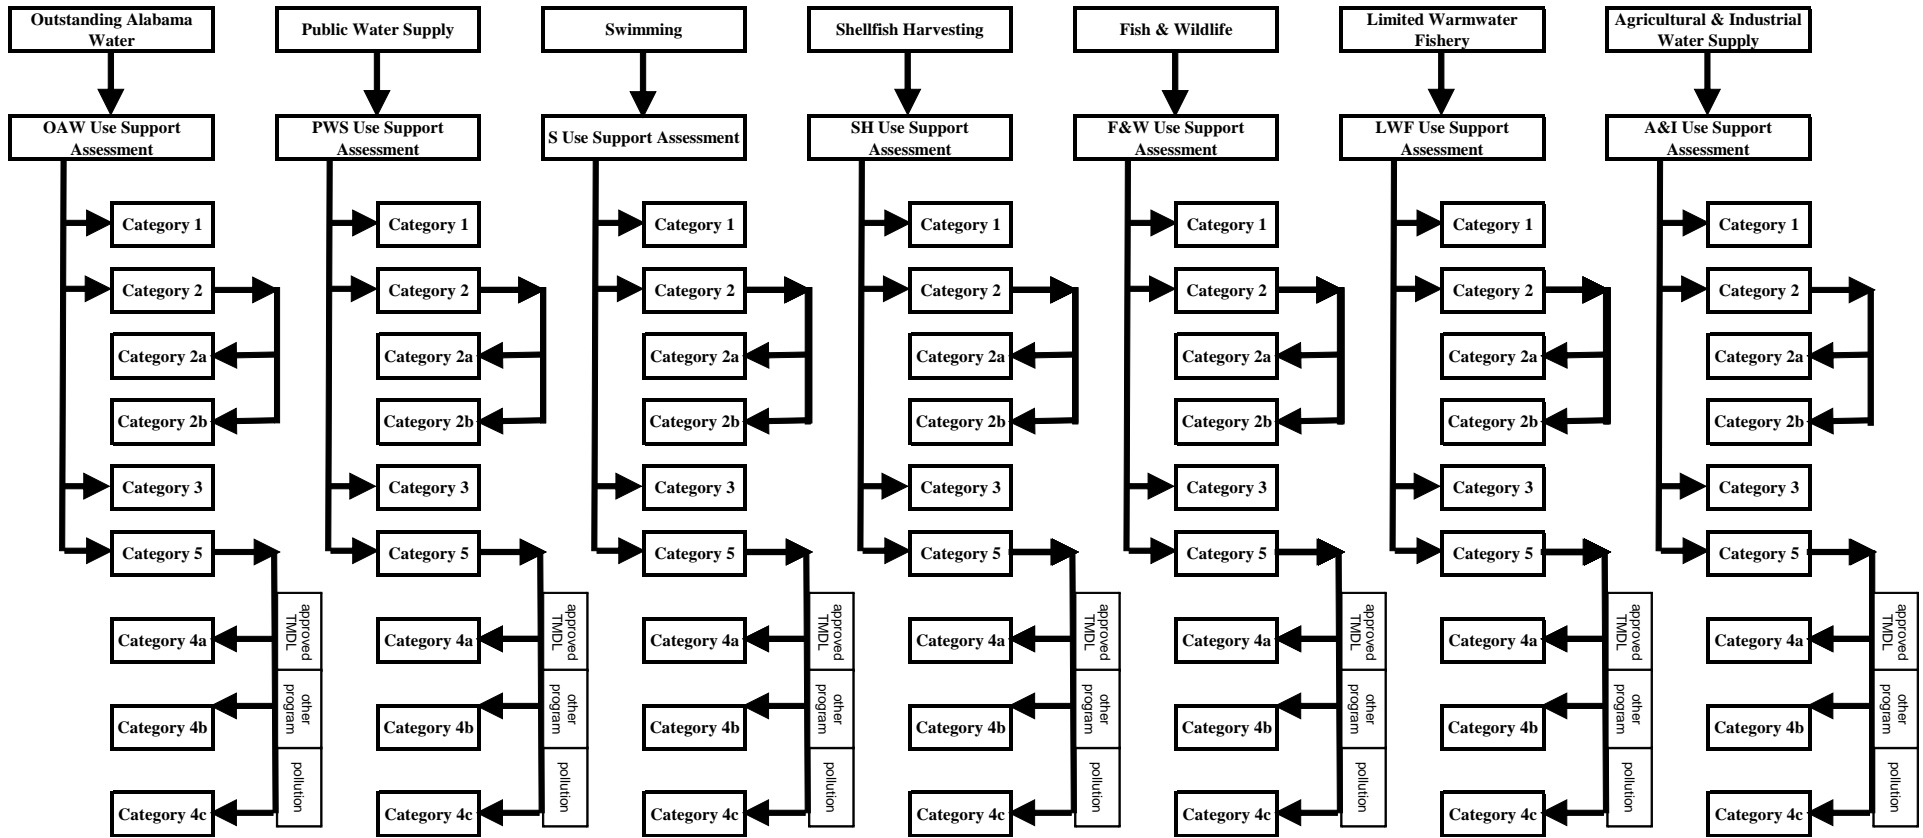 Outstanding Alabama
Water
Public Water Supply
Swimming
Shellfish Harvesting
Fish & Wildlife
Limited Warmwater
Fishery
Agricultural & Industrial
Water Supply
OAW Use Support
Assessment
PWS Use Support
Assessment
S Use Support Assessment
SH Use Support
Assessment
F&W Use Support
Assessment
LWF Use Support
Assessment
A&I Use Support
Assessment
Category 1
Category 1
Category 1
Category 1
Category 1
Category 1
Category 1
Category 2
Category 2
Category 2
Category 2
Category 2
Category 2
Category 2
Category 2a
Category 2a
Category 2a
Category 2a
Category 2a
Category 2a
Category 2a
Category 2b
Category 2b
Category 2b
Category 2b
Category 2b
Category 2b
Category 2b
Category 3
Category 3
Category 3
Category 3
Category 3
Category 3
Category 3
Category 5
Category 5
Category 5
Category 5
Category 5
Category 5
Category 5
Category 4a
approved
TMDL
Category 4a
approved
TMDL
Category 4a
approved
TMDL
Category 4a
approved
TMDL
Category 4a
approved
TMDL
Category 4a
approved
TMDL
Category 4a
approved
TMDL
Category 4b
other
program
Category 4b
other
program
Category 4b
other
program
Category 4b
other
program
Category 4b
other
program
Category 4b
other
program
Category 4b
other
program
Category 4c
pollution
Category 4c
pollution
Category 4c
pollution
Category 4c
pollution
Category 4c
pollution
Category 4c
pollution
Category 4c
pollution